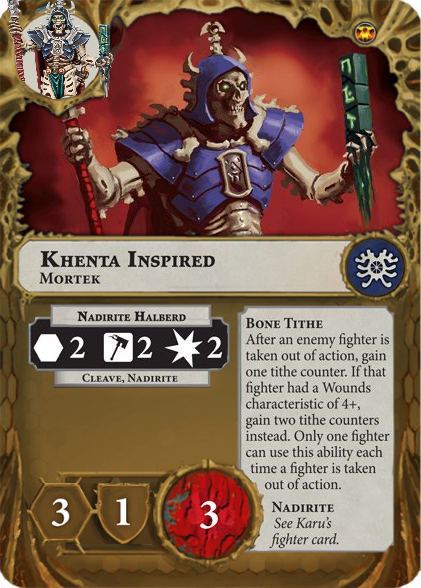 Khenta Inspired
Mortek
Nadirite Halberd
2 2 2
Cleave, Nadirite
Bone Tithe
After an enemy fighter is
taken out of action, gain
one tithe counter. If that
fighter had a Wounds
characteristic of 4+,
gain two tithe counters
instead. Only one fighter
can use this ability each
time a fighter is taken
out of action.
Nadirite
See Karu's
fighter card.
3 1 3